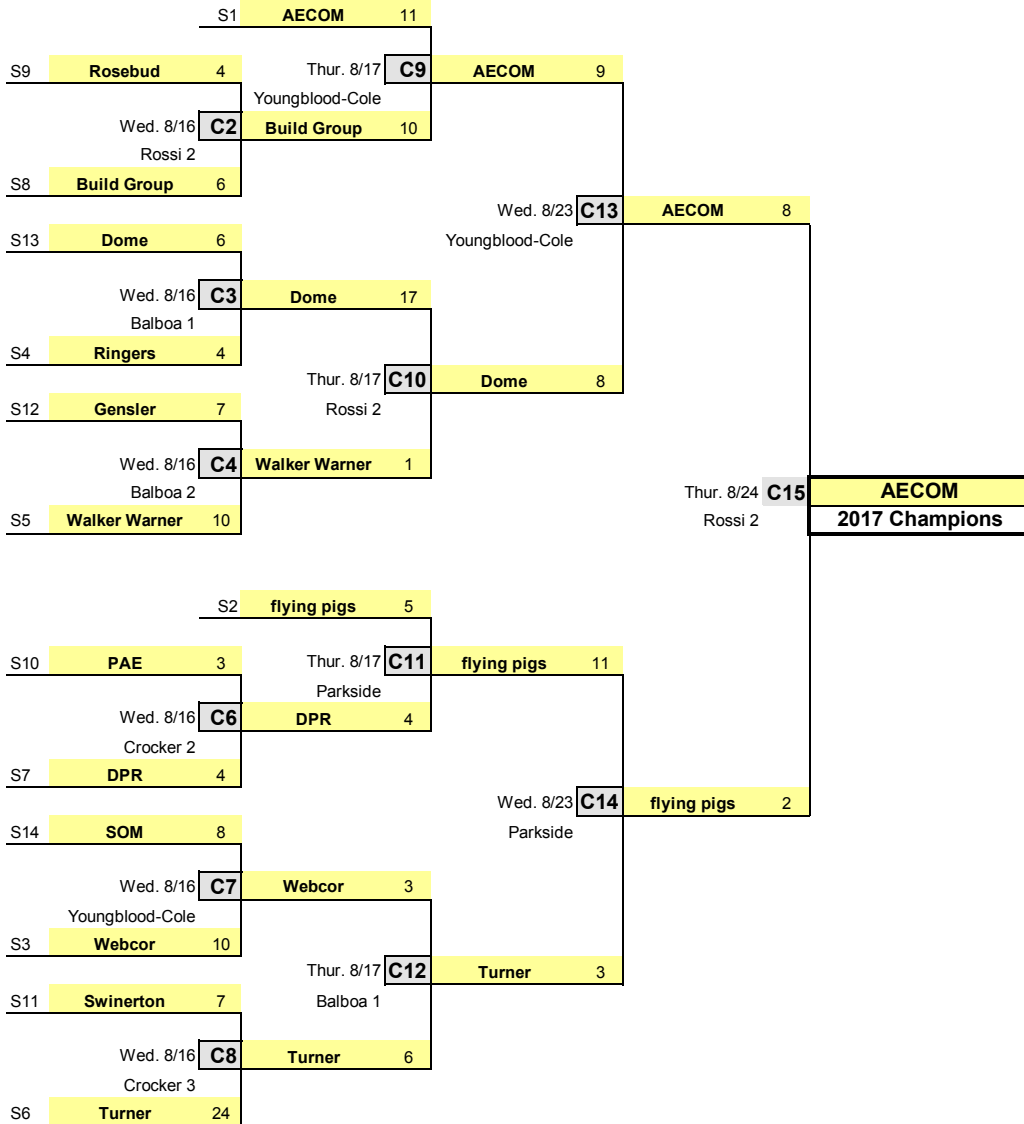 S1 AECOM 11
S9 Rosebud 4 Thur. 8/17 C9 AECOM 9
Youngblood-Cole
Wed. 8/16 C2 Build Group 10
Rossi 2
S8 Build Group 6
Wed. 8/23 C13 AECOM 8
S13 Dome 6 Youngblood-Cole
Wed. 8/16 C3 Dome 17
Balboa 1
S4 Ringers 4
Thur. 8/17 C10 Dome 8
S12 Gensler 7 Rossi 2
Wed. 8/16 C4 Walker Warner 1
Balboa 2 Thur. 8/24 C15 AECOM
S5 Walker Warner 10 Rossi 2 2017 Champions
S2 flying pigs 5
S10 PAE 3 Thur. 8/17 C11 flying pigs 11
Parkside
Wed. 8/16 C6 DPR 4
Crocker 2
S7 DPR 4
Wed. 8/23 C14 flying pigs 2
S14 SOM 8 Parkside
Wed. 8/16 C7 Webcor 3
Youngblood-Cole
S3 Webcor 10
Thur. 8/17 C12 Turner 3
S11 Swinerton 7 Balboa 1
Wed. 8/16 C8 Turner 6
Crocker 3
S6 Turner 24